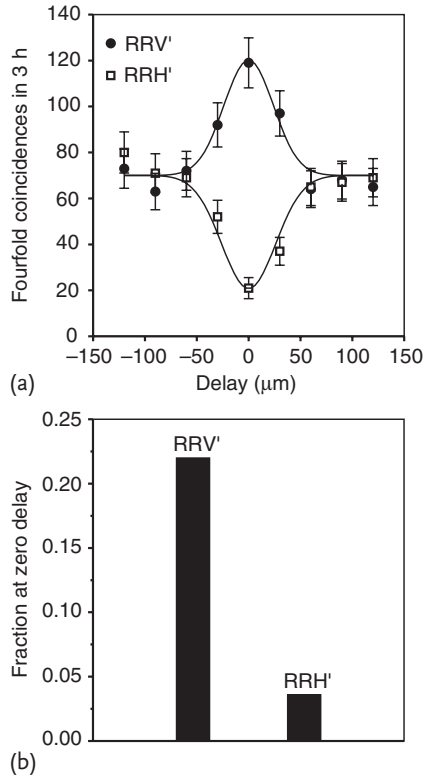 140
120
100
80
60
40
20
0
Fourfold coincidences in 3 h
RRV'
RRH'
–150 –100 –50 0 50 100 150
Delay (μm)
(a)
0.25
0.20
0.15
0.10
0.05
0.00
Fraction at zero delay
RRV'
RRH'
(b)